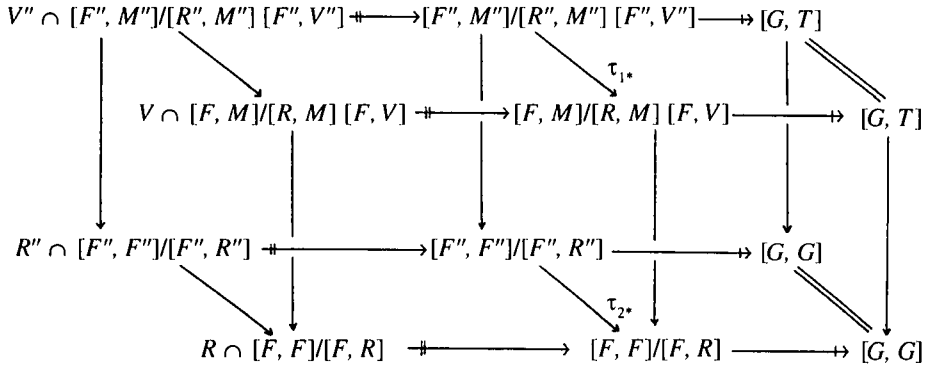 V″ ∩ [F″, M″]/[R″, M″] [F″, V″] [F″, M″]/[R″, M″] [F″, V″] [G, T]
τ1*
V ∩ [F, M]/[R, M] [F, V] [F, M]/[R, M] [F, V] [G, T]
R″ ∩ [F″, F″]/[F″, R″] [F″, F″]/[F″, R″] [G, G]
τ2*
R ∩ [F, F]/[F, R] [F, F]/[F, R] [G, G]